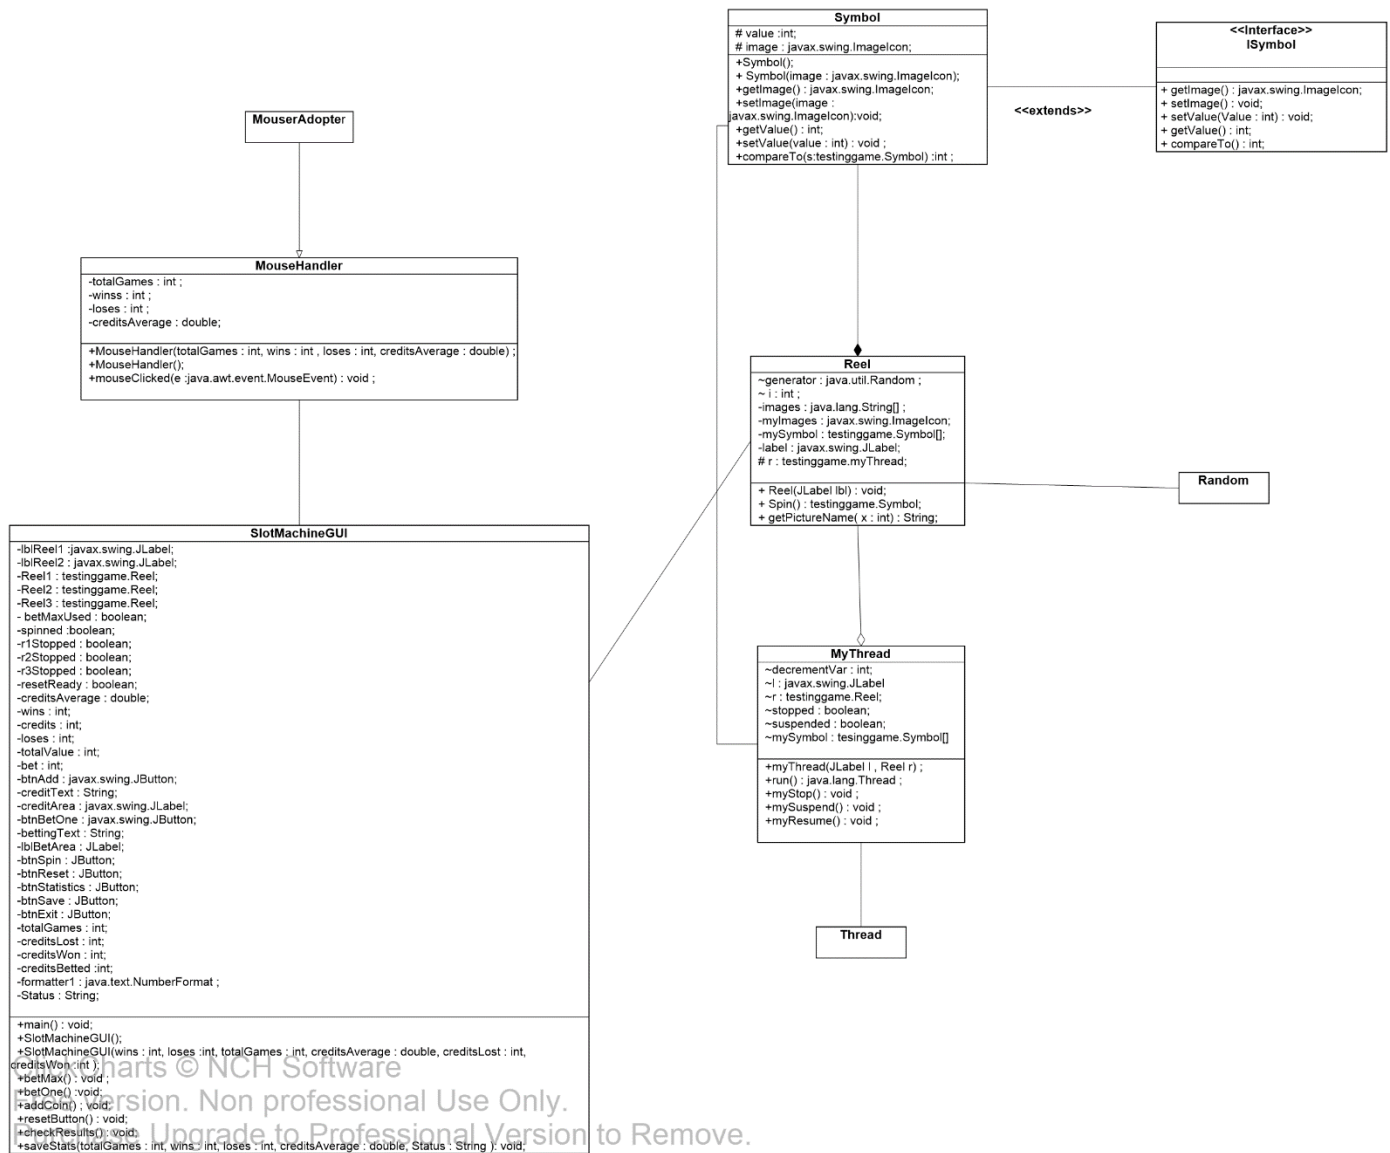 Symbol
# value :int;
# image : javax.swing.ImageIcon;
+Symbol();
+ Symbol(image : javax.swing.ImageIcon);
+getImage() : javax.swing.ImageIcon;
+setImage(image :
javax.swing.ImageIcon):void;
+getValue() : int;
+setValue(value : int) : void ;
+compareTo(s:testinggame.Symbol) :int ;
<<extends>>
<<Interface>>
ISymbol
+ getImage() : javax.swing.ImageIcon;
+ setImage() : void;
+ setValue(Value : int) : void;
+ getValue() : int;
+ compareTo() : int;
MouserAdopter
MouseHandler
-totalGames : int ;
-winss : int ;
-loses : int ;
-creditsAverage : double;
+MouseHandler(totalGames : int, wins : int , loses : int, creditsAverage : double) ;
+MouseHandler();
+mouseClicked(e :java.awt.event.MouseEvent) : void ;
Reel
~generator : java.util.Random ;
~ i : int ;
-images : java.lang.String[] ;
-myImages : javax.swing.ImageIcon;
-mySymbol : testinggame.Symbol[];
-label : javax.swing.JLabel;
# r : testinggame.myThread;
+ Reel(JLabel lbl) : void;
+ Spin() : testinggame.Symbol;
+ getPictureName( x : int) : String;
Random
SlotMachineGUI
-lblReel1 :javax.swing.JLabel;
-lblReel2 : javax.swing.JLabel;
-Reel1 : testinggame.Reel;
-Reel2 : testinggame.Reel;
-Reel3 : testinggame.Reel;
- betMaxUsed : boolean;
-spinned :boolean;
-r1Stopped : boolean;
-r2Stopped : boolean;
-r3Stopped : boolean;
-resetReady : boolean;
-creditsAverage : double;
-wins : int;
-credits : int;
-loses : int;
-totalValue : int;
-bet : int;
-btnAdd : javax.swing.JButton;
-creditText : String;
-creditArea : javax.swing.JLabel;
-btnBetOne : javax.swing.JButton;
-bettingText : String;
-lblBetArea : JLabel;
-btnSpin : JButton;
-btnReset : JButton;
-btnStatistics : JButton;
-btnSave : JButton;
-btnExit : JButton;
-totalGames : int;
-creditsLost : int;
-creditsWon : int;
-creditsBetted :int;
-formatter1 : java.text.NumberFormat ;
-Status : String;
+main() : void;
+SlotMachineGUI();
+SlotMachineGUI(wins : int, loses :int, totalGames : int, creditsAverage : double, creditsLost : int,
creditsWon :int );
+betMax() : void ;
+betOne() :void;
+addCoin() : void;
+resetButton() : void;
+checkResults() : void;
+saveStats(totalGames : int, wins : int, loses : int, creditsAverage : double, Status : String ): void;
MyThread
~decrementVar : int;
~l : javax.swing.JLabel
~r : testinggame.Reel;
~stopped : boolean;
~suspended : boolean;
~mySymbol : tesinggame.Symbol[]
+myThread(JLabel l , Reel r) ;
+run() : java.lang.Thread ;
+myStop() : void ;
+mySuspend() : void ;
+myResume() : void ;
Thread
ClickCharts © NCH Software
Free version. Non professional Use Only.
Purchase Upgrade to Professional Version to Remove.